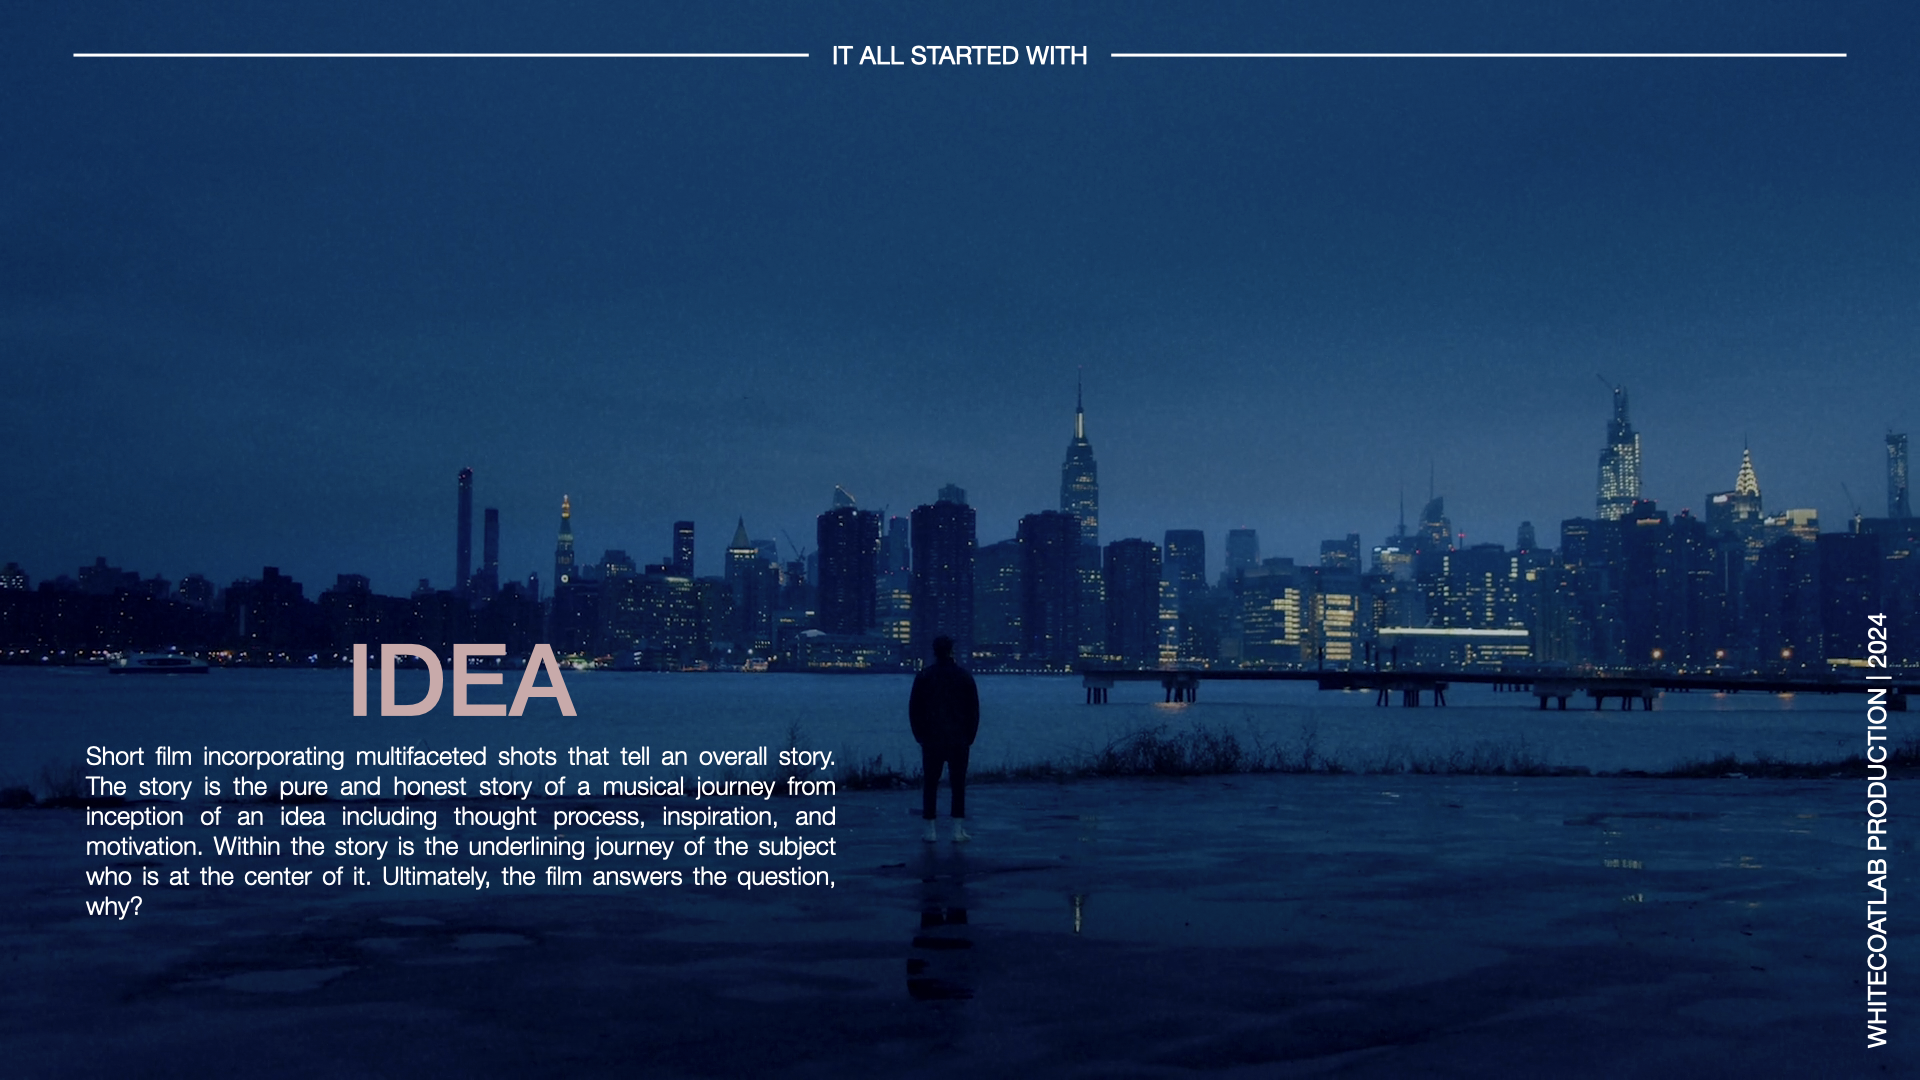 IT ALL STARTED WITH
IDEA
Short film incorporating multifaceted shots that tell an overall story.
The story is the pure and honest story of a musical journey from
inception of an idea including thought process, inspiration, and
motivation. Within the story is the underlining journey of the subject
who is at the center of it. Ultimately, the film answers the question,
why?
WHITECOATLAB PRODUCTION | 2024